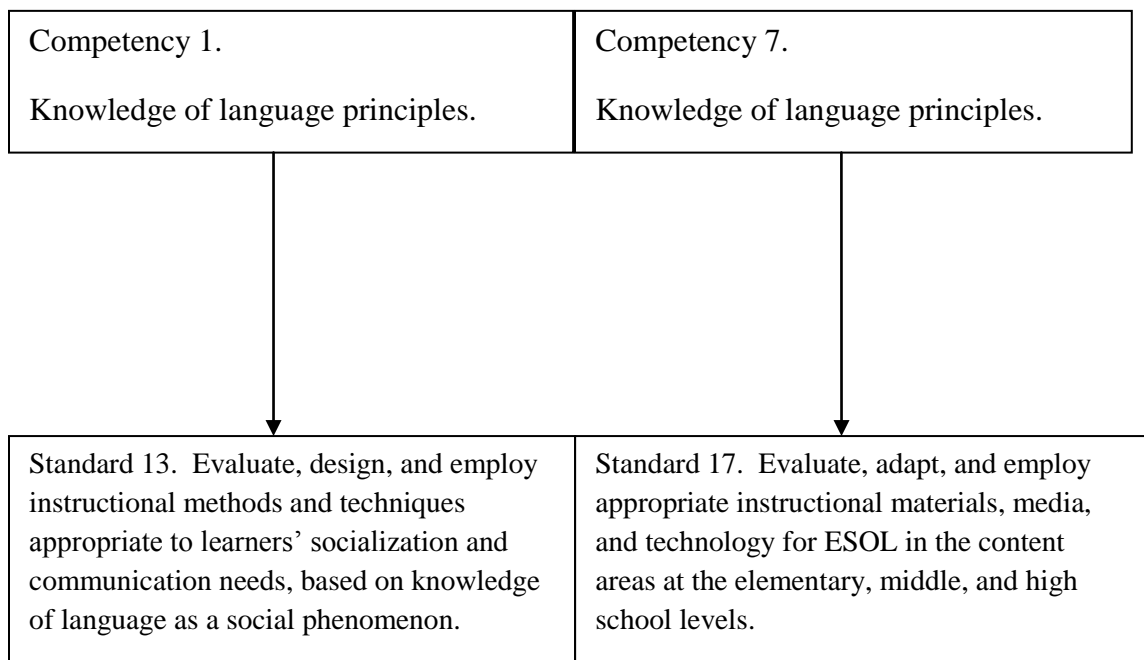 Competency 1.
Knowledge of language principles.
Competency 7.
Knowledge of language principles.
Standard 13.  Evaluate, design, and employ
instructional methods and techniques
appropriate to learners’ socialization and
communication needs, based on knowledge
of language as a social phenomenon.
Standard 17.  Evaluate, adapt, and employ
appropriate instructional materials, media,
and technology for ESOL in the content
areas at the elementary, middle, and high
school levels.